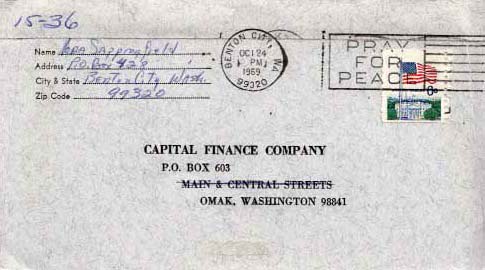 15-36
Name
Address P.O. Box 428
City & State Benton City Wash.
Zip Code 99320
BENTON CITY, WA
OCT 24
PM
1969
99320
PRAY
FOR
PEACE
6¢
CAPITAL FINANCE COMPANY
P.O. BOX 603
MAIN & CENTRAL STREETS
OMAK, WASHINGTON 98841